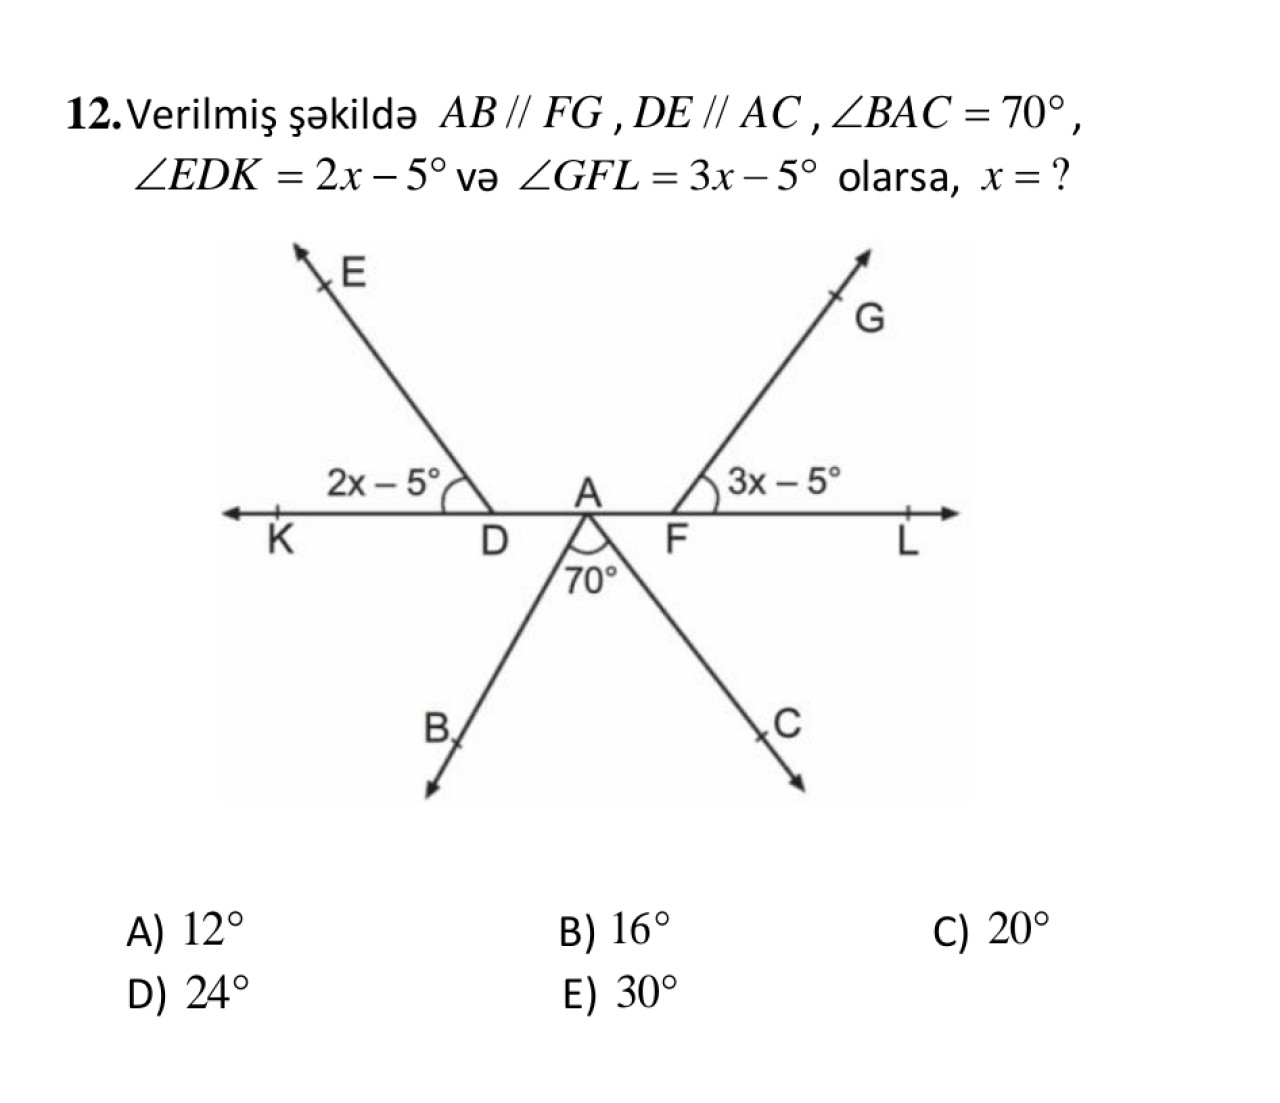 12. Verilmiş şəkildə AB // FG , DE // AC , ∠BAC = 70° ,
∠EDK = 2x – 5° və ∠GFL = 3x – 5° olarsa, x = ?
E
G
2x – 5°
A
3x – 5°
K
D
F
L
70°
B
C
A) 12°
B) 16°
C) 20°
D) 24°
E) 30°